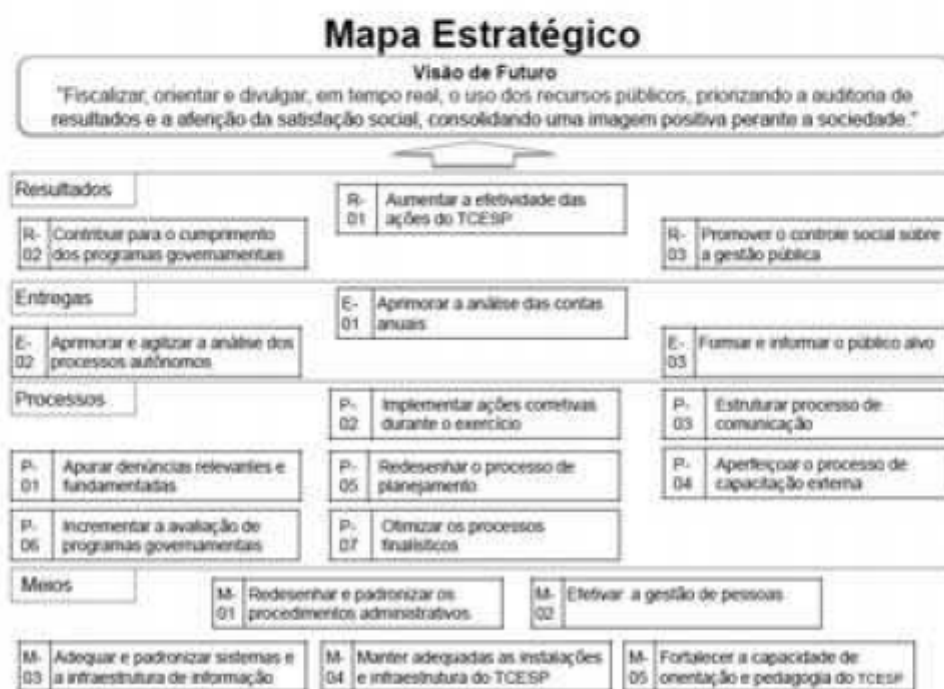 Mapa Estratégico
Visão de Futuro
"Fiscalizar, orientar e divulgar, em tempo real, o uso dos recursos públicos, priorizando a auditoria de
resultados e a aferição da satisfação social, consolidando uma imagem positiva perante a sociedade."
Resultados
R-01 Aumentar a efetividade das
ações do TCESP
R-02 Contribuir para o cumprimento
dos programas governamentais
R-03 Promover o controle social sobre
a gestão pública
Entregas
E-01 Aprimorar a análise das contas
anuais
E-02 Aprimorar e agilizar a análise dos
processos autônomos
E-03 Formar e informar o público alvo
Processos
P-02 Implementar ações corretivas
durante o exercício
P-03 Estruturar processo de
comunicação
P-01 Apurar denúncias relevantes e
fundamentadas
P-05 Redesenhar o processo de
planejamento
P-04 Aperfeiçoar o processo de
capacitação externa
P-06 Incrementar a avaliação de
programas governamentais
P-07 Otimizar os processos
finalísticos
Meios
M-01 Redesenhar e padronizar os
procedimentos administrativos
M-02 Efetivar a gestão de pessoas
M-03 Adequar e padronizar sistemas e
a infraestrutura de informação
M-04 Manter adequadas as instalações
e infraestrutura do TCESP
M-05 Fortalecer a capacidade de
orientação e pedagogia do TCESP